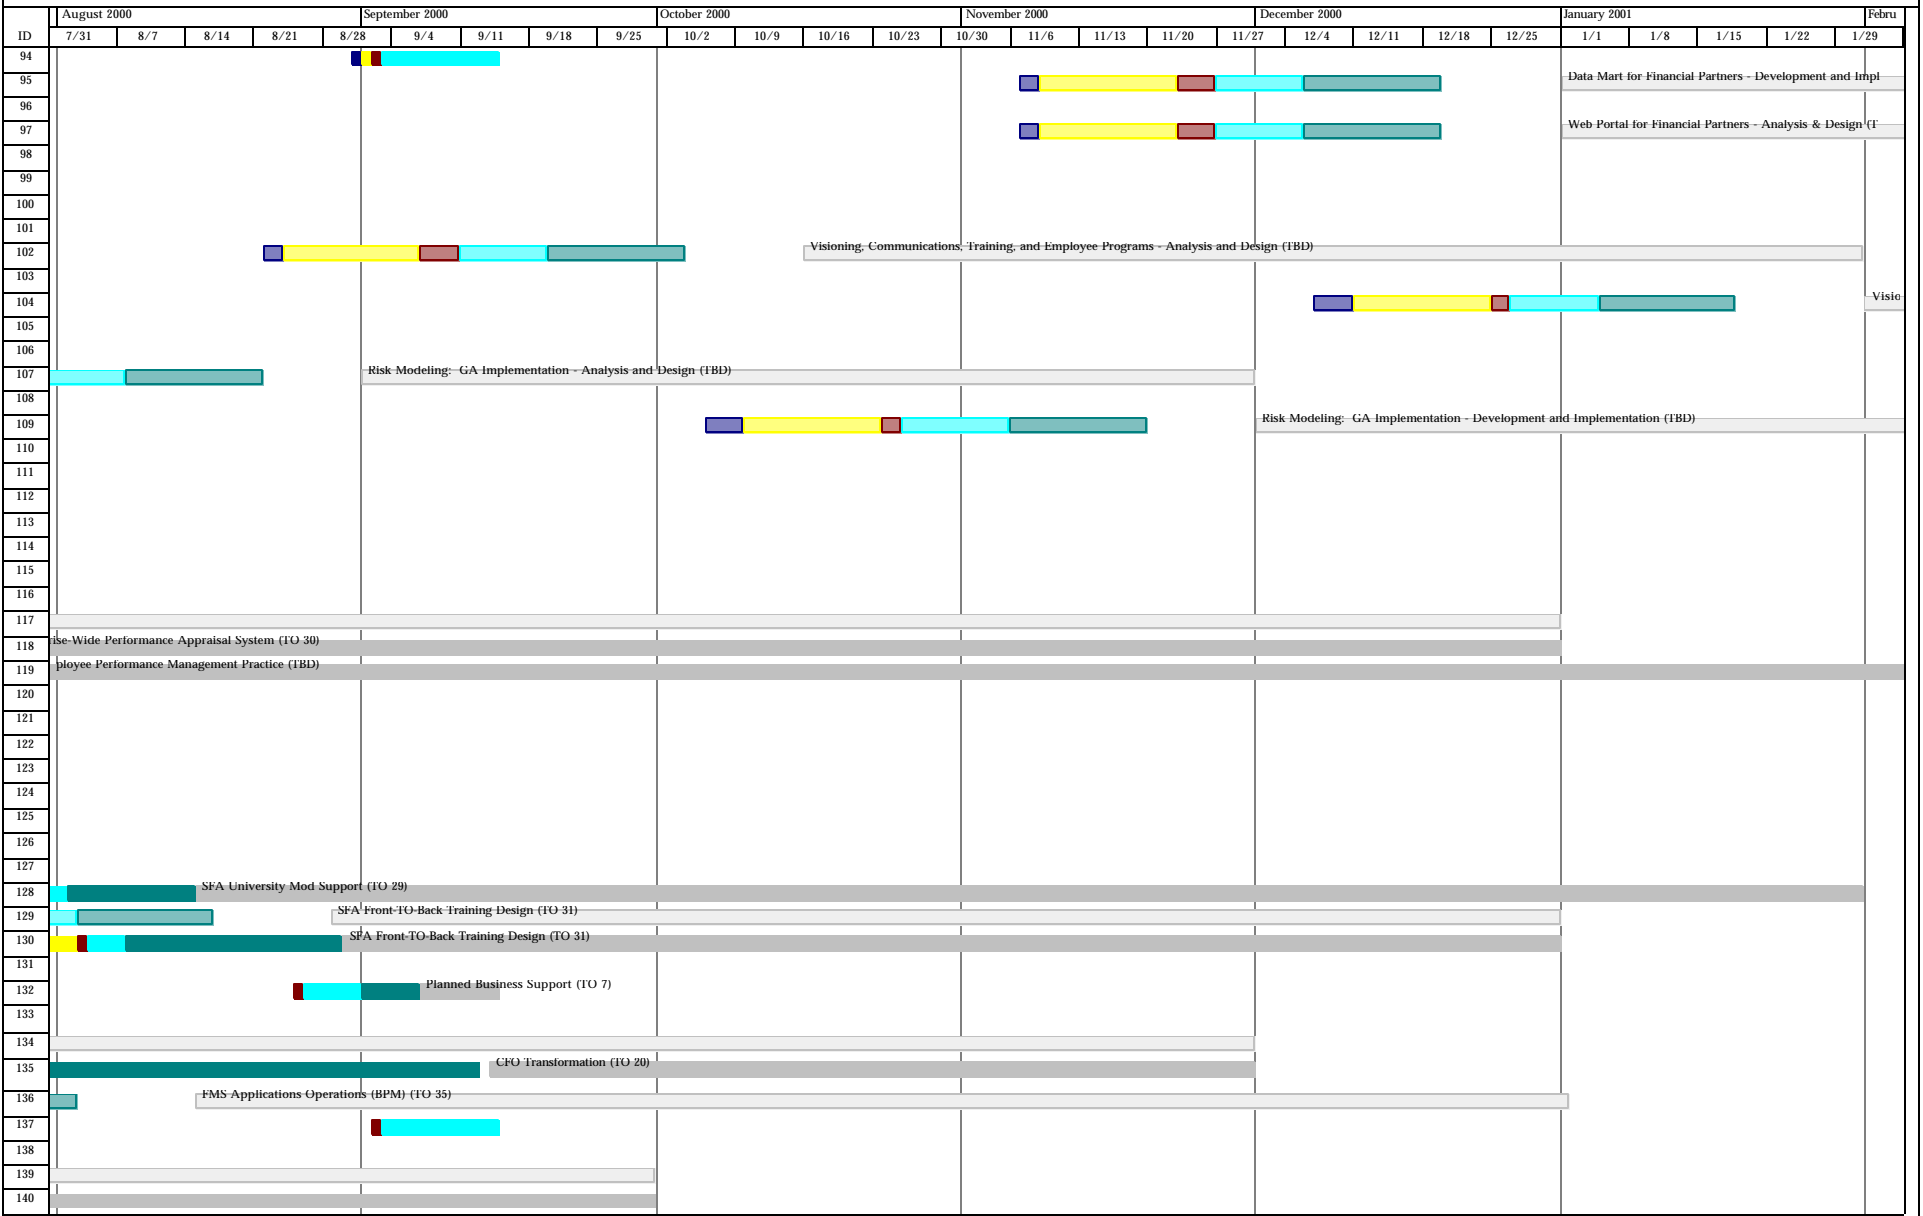 August 2000 September 2000 October 2000 November 2000 December 2000 January 2001 Febru
ID 7/31 8/7 8/14 8/21 8/28 9/4 9/11 9/18 9/25 10/2 10/9 10/16 10/23 10/30 11/6 11/13 11/20 11/27 12/4 12/11 12/18 12/25 1/1 1/8 1/15 1/22 1/29
94
95 Data Mart for Financial Partners - Development and Impl
96
97 Web Portal for Financial Partners - Analysis & Design (T
98
99
100
101
102 Visioning, Communications, Training, and Employee Programs - Analysis and Design (TBD)
103
104 Visio
105
106
107 Risk Modeling: GA Implementation - Analysis and Design (TBD)
108
109 Risk Modeling: GA Implementation - Development and Implementation (TBD)
110
111
112
113
114
115
116
117
118 ise-Wide Performance Appraisal System (TO 30)
119 ployee Performance Management Practice (TBD)
120
121
122
123
124
125
126
127
128 SFA University Mod Support (TO 29)
129 SFA Front-TO-Back Training Design (TO 31)
130 SFA Front-TO-Back Training Design (TO 31)
131
132 Planned Business Support (TO 7)
133
134
135 CFO Transformation (TO 20)
136 FMS Applications Operations (BPM) (TO 35)
137
138
139
140